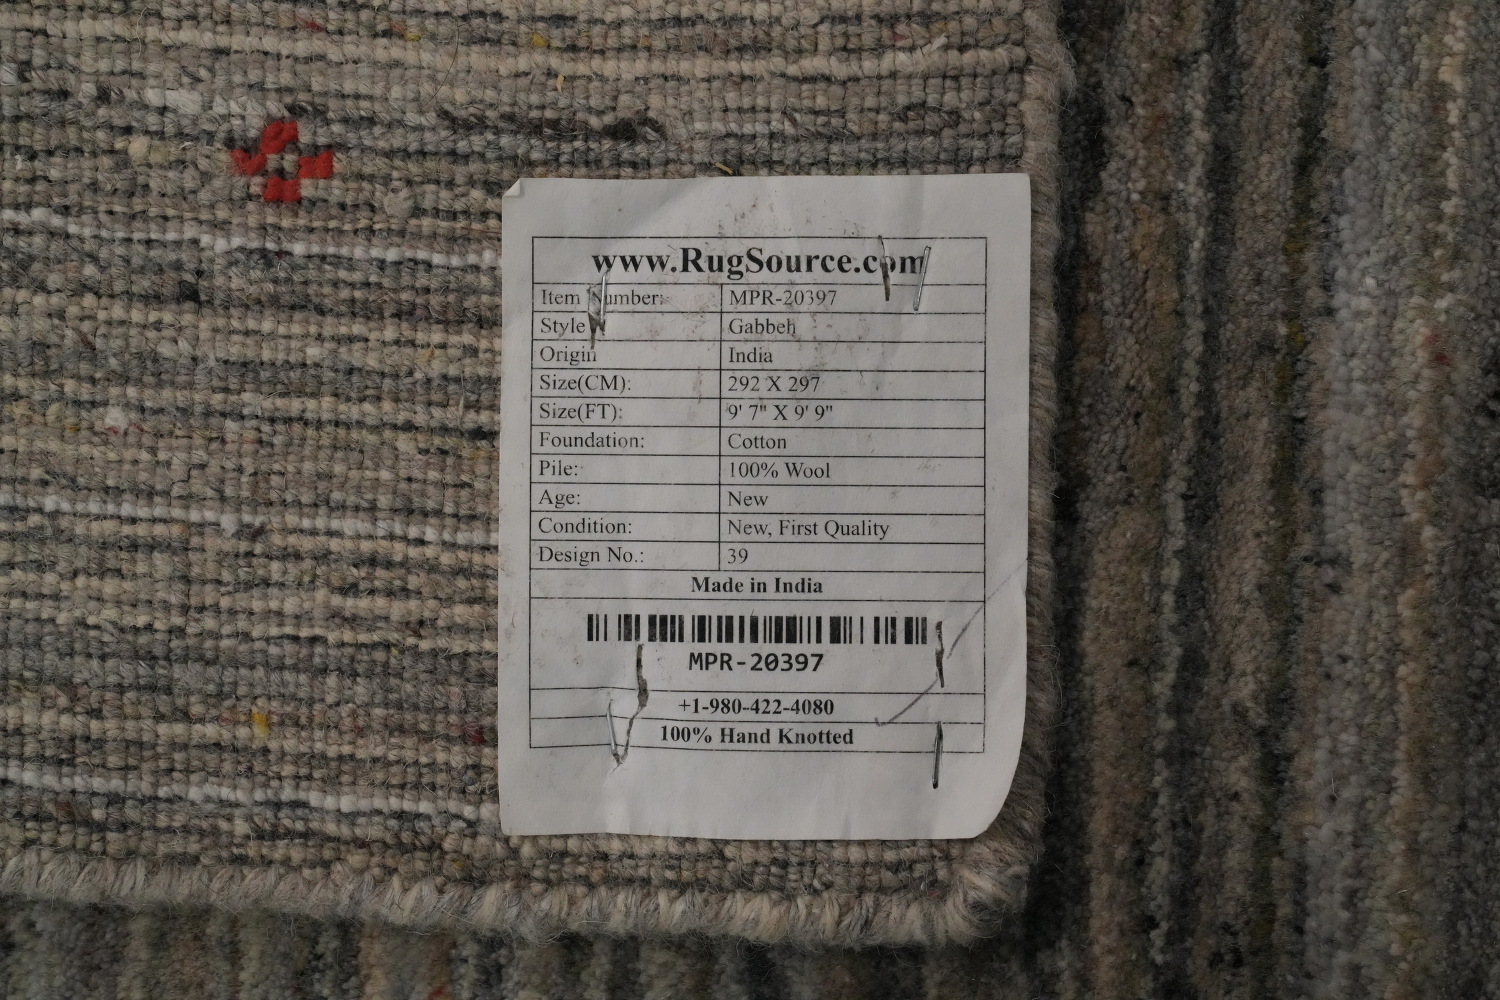 www.RugSource.com
Item Number: MPR-20397
Style Gabbeh
Origin India
Size(CM): 292 X 297
Size(FT): 9' 7" X 9' 9"
Foundation: Cotton
Pile: 100% Wool
Age: New
Condition: New, First Quality
Design No.: 39
Made in India
MPR-20397
+1-980-422-4080
100% Hand Knotted